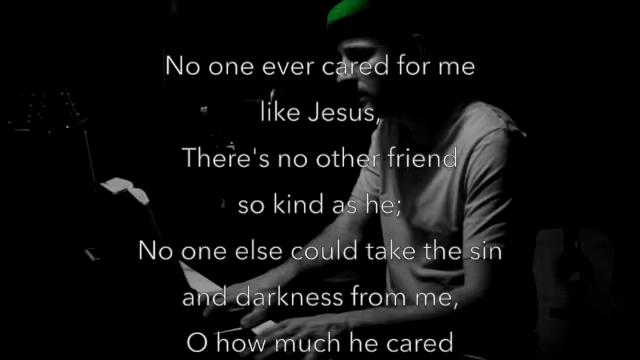 No one ever cared for me
like Jesus,
There's no other friend
so kind as he;
No one else could take the sin
and darkness from me,
O how much he cared